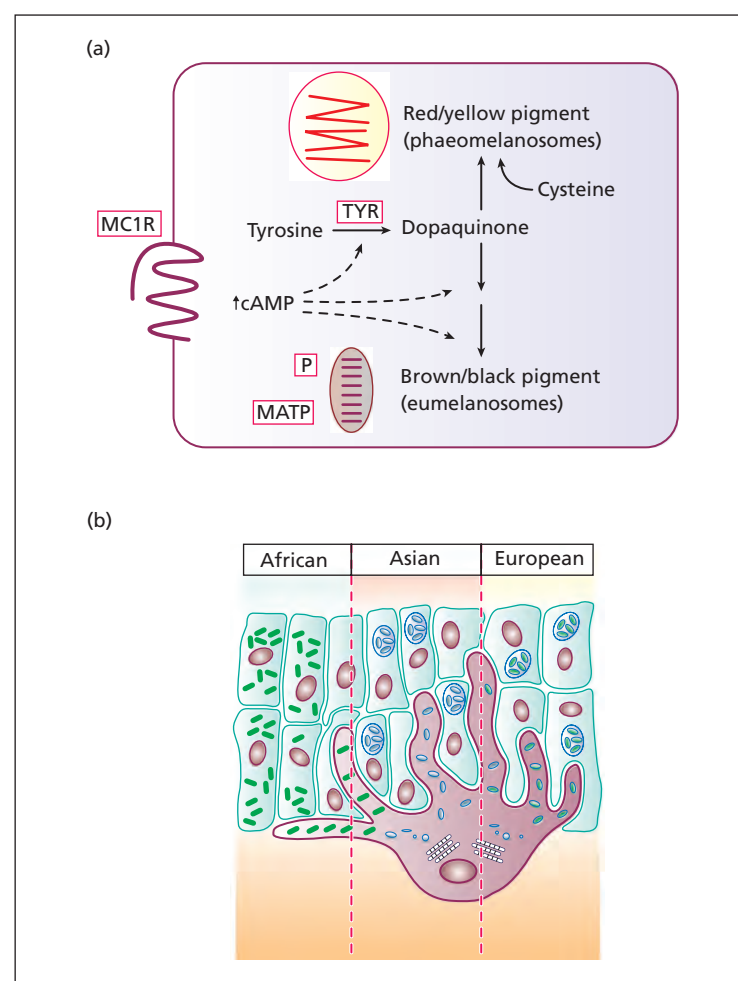 (a)
Red/yellow pigment
(phaeomelanosomes)
Cysteine
MC1R
TYR
Tyrosine
Dopaquinone
↑cAMP
P
MATP
Brown/black pigment
(eumelanosomes)
(b)
African
Asian
European